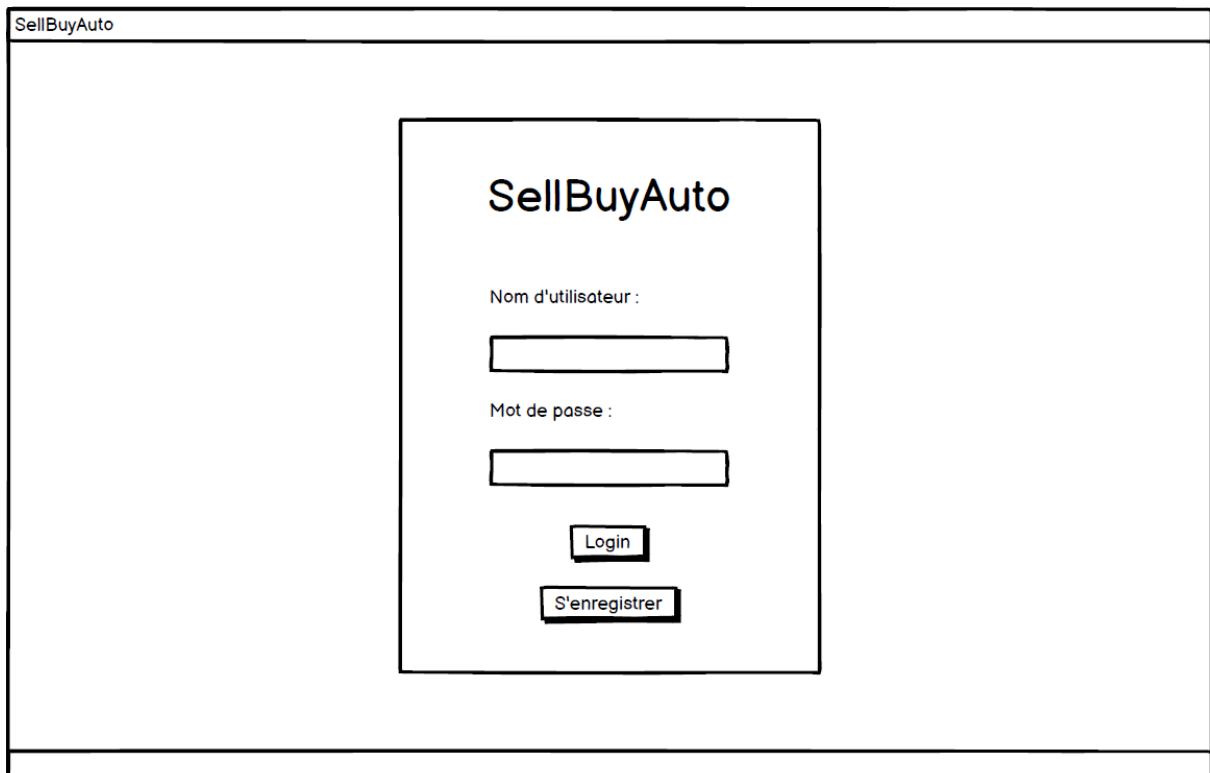 SellBuyAuto
SellBuyAuto
Nom d'utilisateur :
Mot de passe :
Login
S'enregistrer